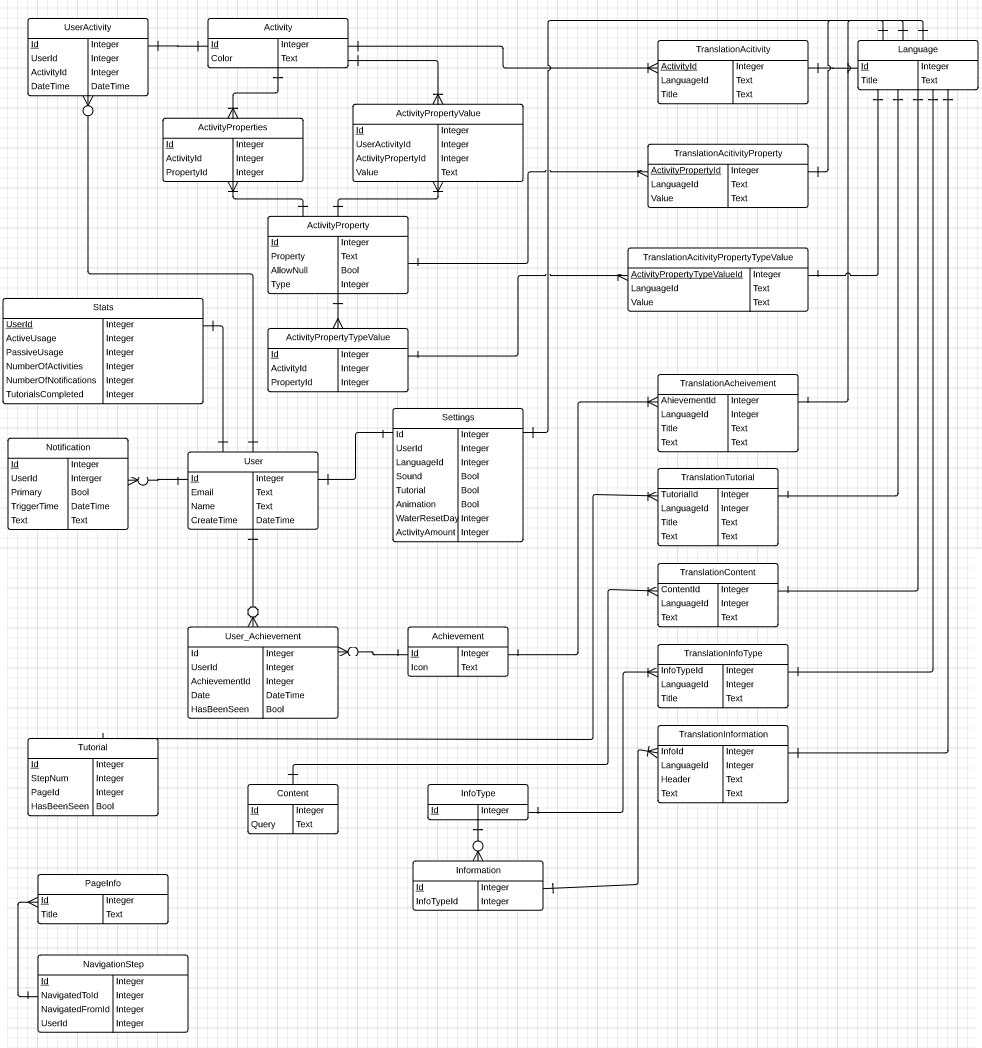 UserActivity
Id Integer
UserId Integer
ActivityId Integer
DateTime DateTime
Activity
Id Integer
Color Text
TranslationAcitivity
ActivityId Integer
LanguageId Text
Title Text
Language
Id Integer
Title Text
ActivityProperties
Id Integer
ActivityId Integer
PropertyId Integer
ActivityPropertyValue
Id Integer
UserActivityId Integer
ActivityPropertyId Integer
Value Text
TranslationAcitivityProperty
ActivityPropertyId Integer
LanguageId Text
Value Text
ActivityProperty
Id Integer
Property Text
AllowNull Bool
Type Integer
TranslationAcitivityPropertyTypeValue
ActivityPropertyTypeValueId Integer
LanguageId Text
Value Text
Stats
UserId Integer
ActiveUsage Integer
PassiveUsage Integer
NumberOfActivities Integer
NumberOfNotifications Integer
TutorialsCompleted Integer
ActivityPropertyTypeValue
Id Integer
ActivityId Integer
PropertyId Integer
TranslationAcheivement
AhievementId Integer
LanguageId Integer
Title Text
Text Text
Settings
Id Integer
UserId Integer
LanguageId Integer
Sound Bool
Tutorial Bool
Animation Bool
WaterResetDay Integer
ActivityAmount Integer
Notification
Id Integer
UserId Interger
Primary Bool
TriggerTime DateTime
Text Text
User
Id Integer
Email Text
Name Text
CreateTime DateTime
TranslationTutorial
TutorialId Integer
LanguageId Integer
Title Text
Text Text
TranslationContent
ContentId Integer
LanguageId Integer
Text Text
User_Achievement
Id Integer
UserId Integer
AchievementId Integer
Date DateTime
HasBeenSeen Bool
Achievement
Id Integer
Icon Text
TranslationInfoType
InfoTypeId Integer
LanguageId Integer
Title Text
TranslationInformation
InfoId Integer
LanguageId Integer
Header Text
Text Text
Tutorial
Id Integer
StepNum Integer
PageId Integer
HasBeenSeen Bool
Content
Id Integer
Query Text
InfoType
Id Integer
Information
Id Integer
InfoTypeId Integer
PageInfo
Id Integer
Title Text
NavigationStep
Id Integer
NavigatedToId Integer
NavigatedFromId Integer
UserId Integer